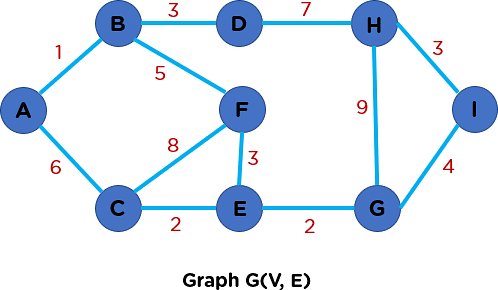 B 3 D 7 H
1 5 3
A F 9 I
6 8 3 4
C 2 E 2 G
Graph G(V, E)